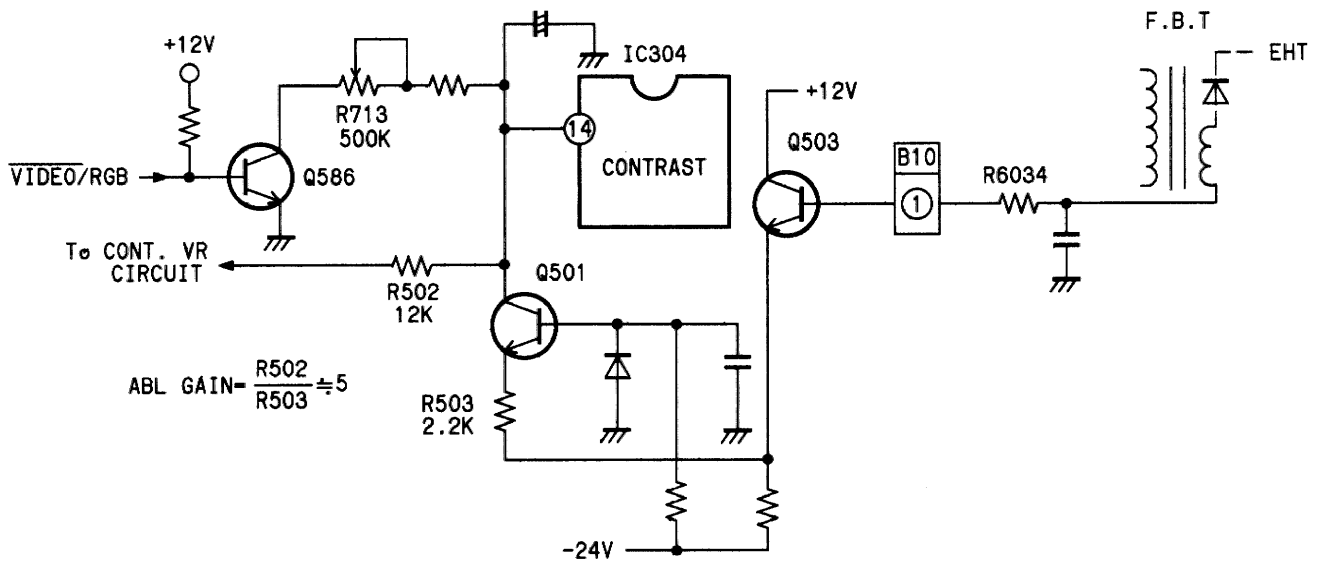 F.B.T
EHT
+12V
IC304
R713
500K
14
CONTRAST
+12V
Q503
B10
1
R6034
VIDEO/RGB
Q586
To CONT. VR
CIRCUIT
R502
12K
Q501
ABL GAIN=R502/R503≒5
R503
2.2K
-24V